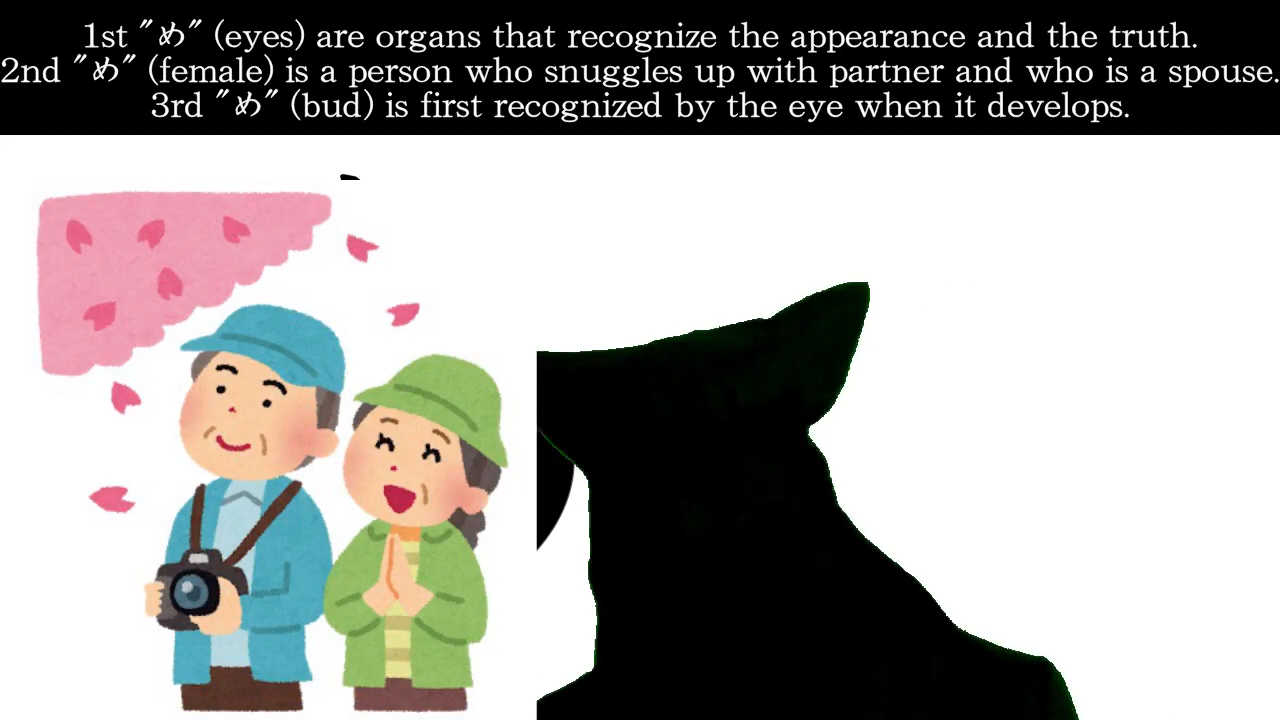 1st "め" (eyes) are organs that recognize the appearance and the truth.
2nd "め" (female) is a person who snuggles up with partner and who is a spouse.
3rd "め" (bud) is first recognized by the eye when it develops.